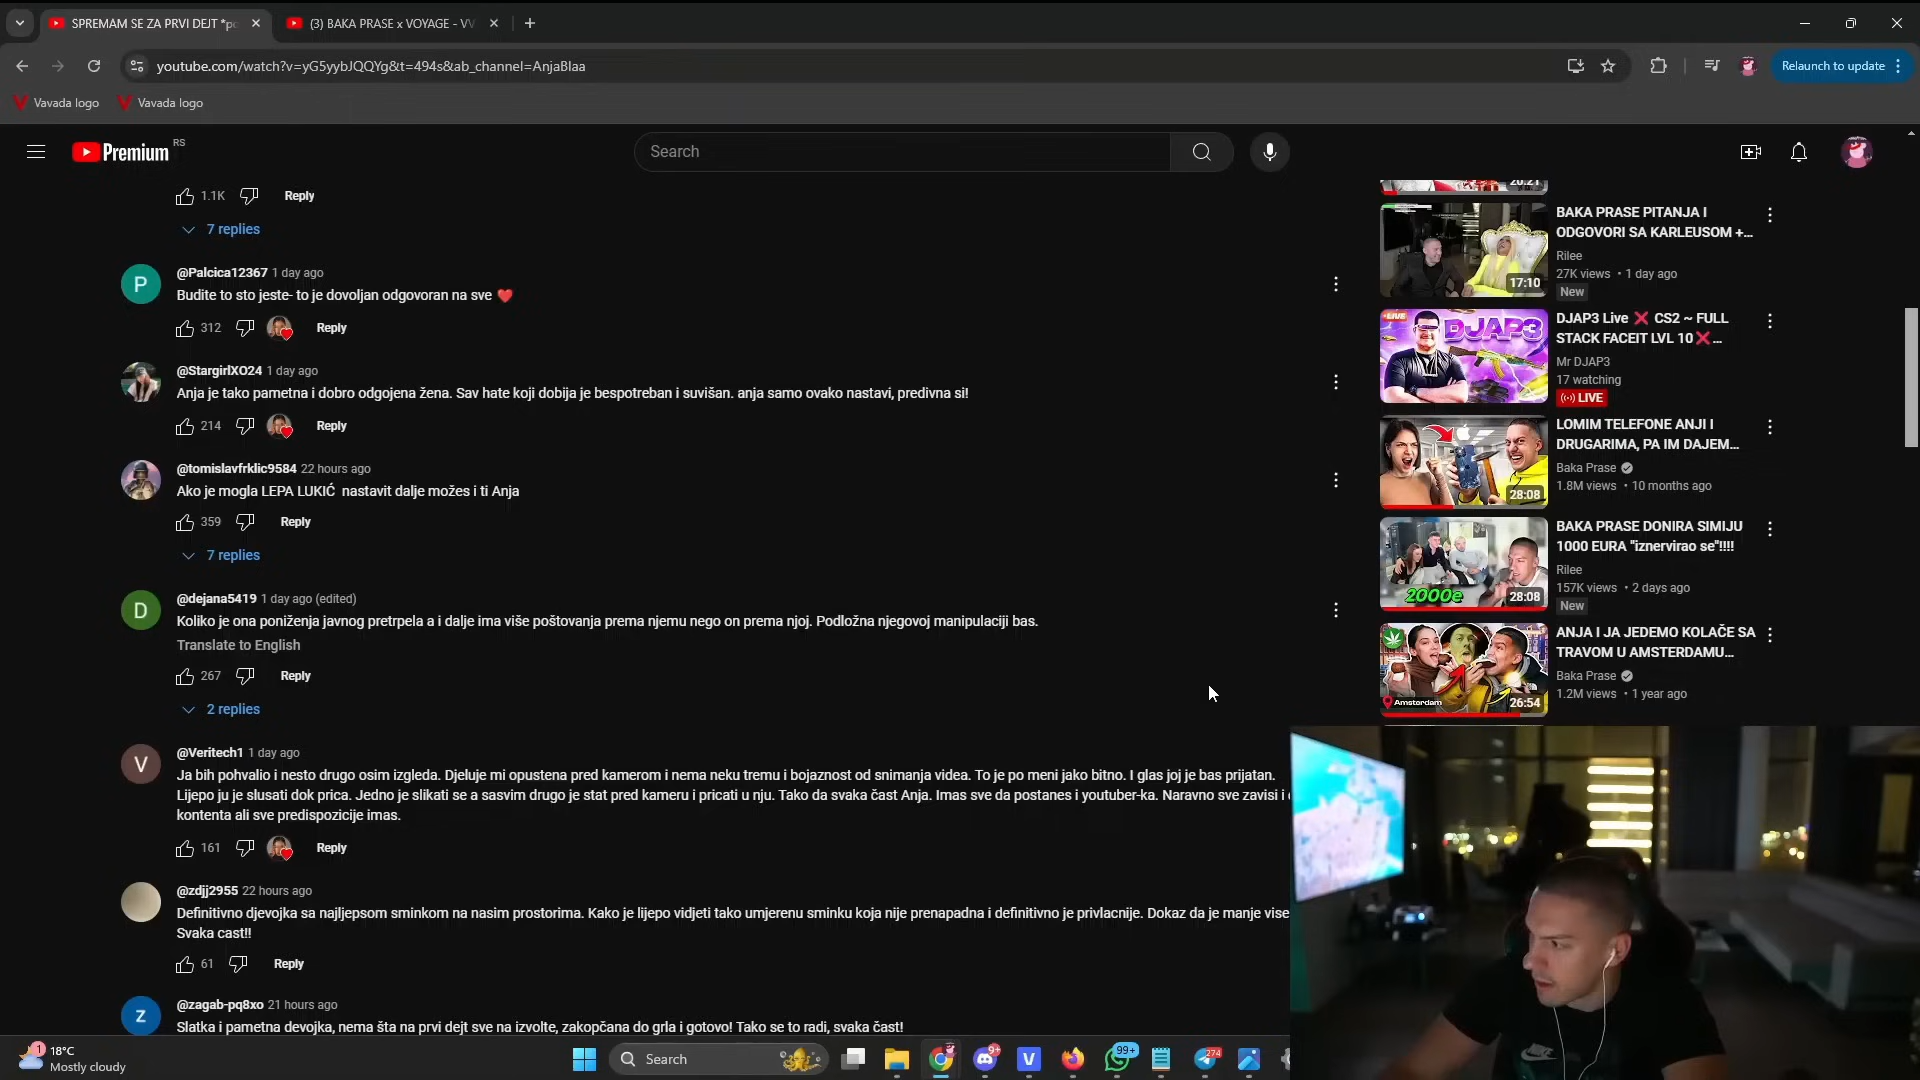 SPREMAM SE ZA PRVI DEJT *p
(3) BAKA PRASE x VOYAGE - VV
youtube.com/watch?v=yG5yybJQQYg&t=494s&ab_channel=AnjaBlaa
Relaunch to update
Vavada logo
Vavada logo
Premium RS
Search
1.1K
Reply
7 replies
@Palcica12367 1 day ago
Budite to sto jeste- to je dovoljan odgovoran na sve ❤️
312
Reply
@StargirlXO24 1 day ago
Anja je tako pametna i dobro odgojena žena. Sav hate koji dobija je bespotreban i suvišan. anja samo ovako nastavi, predivna si!
214
Reply
@tomislavfrklic9584 22 hours ago
Ako je mogla LEPA LUKIĆ nastavit dalje možes i ti Anja
359
Reply
7 replies
@dejana5419 1 day ago (edited)
Koliko je ona poniženja javnog pretrpela a i dalje ima više poštovanja prema njemu nego on prema njoj. Podložna njegovoj manipulaciji bas.
Translate to English
267
Reply
2 replies
@Veritech1 1 day ago
Ja bih pohvalio i nesto drugo osim izgleda. Djeluje mi opustena pred kamerom i nema neku tremu i bojaznost od snimanja videa. To je po meni jako bitno. I glas joj je bas prijatan.
Lijepo ju je slusati dok prica. Jedno je slikati se a sasvim drugo je stat pred kameru i pricati u nju. Tako da svaka čast Anja. Imas sve da postanes i youtuber-ka. Naravno sve zavisi i
kontenta ali sve predispozicije imas.
161
Reply
@zdjj2955 22 hours ago
Definitivno djevojka sa najljepsom sminkom na nasim prostorima. Kako je lijepo vidjeti tako umjerenu sminku koja nije prenapadna i definitivno je privlacnije. Dokaz da je manje vise
Svaka cast!!
61
Reply
@zagab-pq8xo 21 hours ago
Slatka i pametna devojka, nema šta na prvi dejt sve na izvolte, zakopčana do grla i gotovo! Tako se to radi, svaka čast!
20:21
17:10
BAKA PRASE PITANJA I
ODGOVORI SA KARLEUSOM +...
Rilee
27K views • 1 day ago
New
LIVE
DJAP3
DJAP3 Live ❌ CS2 ~ FULL
STACK FACEIT LVL 10❌...
Mr DJAP3
17 watching
LIVE
28:08
LOMIM TELEFONE ANJI I
DRUGARIMA, PA IM DAJEM...
Baka Prase
1.8M views • 10 months ago
2000e
28:08
BAKA PRASE DONIRA SIMIJU
1000 EURA "iznervirao se"!!!!
Rilee
157K views • 2 days ago
New
Amsterdam
26:54
ANJA I JA JEDEMO KOLAČE SA
TRAVOM U AMSTERDAMU...
Baka Prase
1.2M views • 1 year ago
1
18°C
Mostly cloudy
Search
9+
99+
274